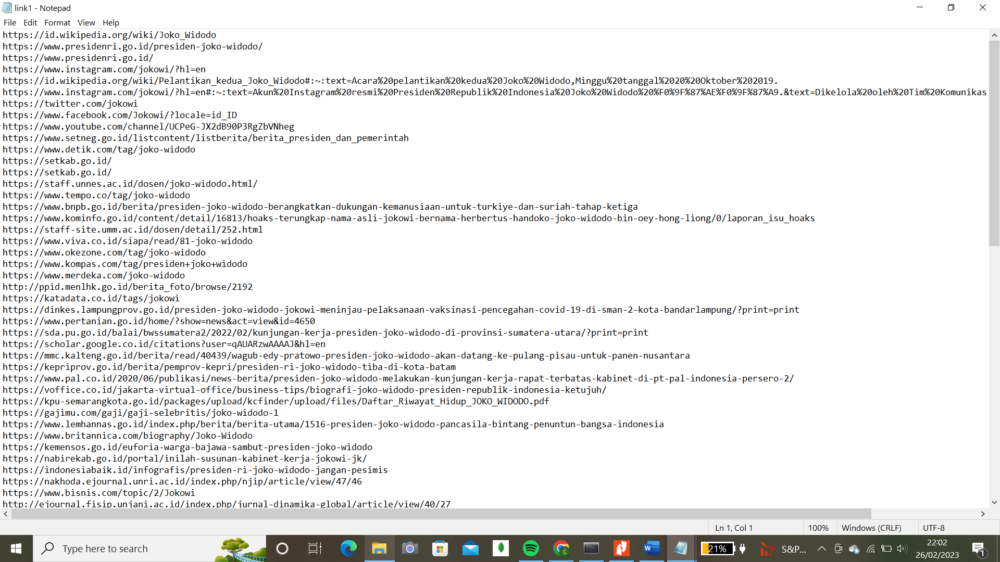 link1 - Notepad
File Edit Format View Help
https://id.wikipedia.org/wiki/Joko_Widodo
https://www.presidenri.go.id/presiden-joko-widodo/
https://www.presidenri.go.id/
https://www.instagram.com/jokowi/?hl=en
https://id.wikipedia.org/wiki/Pelantikan_kedua_Joko_Widodo#:~:text=Acara%20pelantikan%20kedua%20Joko%20Widodo,Minggu%20tanggal%2020%20Oktober%202019.
https://www.instagram.com/jokowi/?hl=en#:~:text=Akun%20Instagram%20resmi%20Presiden%20Republik%20Indonesia%20Joko%20Widodo%20%F0%9F%87%AE%F0%9F%87%A9.&text=Dikelola%20oleh%20Tim%20Komunikas
https://twitter.com/jokowi
https://www.facebook.com/Jokowi/?locale=id_ID
https://www.youtube.com/channel/UCPeG-JX2dB90P3RgZbVNheg
https://www.setneg.go.id/listcontent/listberita/berita_presiden_dan_pemerintah
https://www.detik.com/tag/joko-widodo
https://setkab.go.id/
https://setkab.go.id/
https://staff.unnes.ac.id/dosen/joko-widodo.html/
https://www.tempo.co/tag/joko-widodo
https://www.bnpb.go.id/berita/presiden-joko-widodo-berangkatkan-dukungan-kemanusiaan-untuk-turkiye-dan-suriah-tahap-ketiga
https://www.kominfo.go.id/content/detail/16813/hoaks-terungkap-nama-asli-jokowi-bernama-herbertus-handoko-joko-widodo-bin-oey-hong-liong/0/laporan_isu_hoaks
https://staff-site.umm.ac.id/dosen/detail/252.html
https://www.viva.co.id/siapa/read/81-joko-widodo
https://www.okezone.com/tag/joko-widodo
https://www.kompas.com/tag/presiden+joko+widodo
https://www.merdeka.com/joko-widodo
http://ppid.menlhk.go.id/berita_foto/browse/2192
https://katadata.co.id/tags/jokowi
https://dinkes.lampungprov.go.id/presiden-joko-widodo-jokowi-meninjau-pelaksanaan-vaksinasi-pencegahan-covid-19-di-sman-2-kota-bandarlampung/?print=print
https://www.pertanian.go.id/home/?show=news&act=view&id=4650
https://sda.pu.go.id/balai/bwssumatera2/2022/02/kunjungan-kerja-presiden-joko-widodo-di-provinsi-sumatera-utara/?print=print
https://scholar.google.co.id/citations?user=qAUARzwAAAAJ&hl=en
https://mmc.kalteng.go.id/berita/read/40439/wagub-edy-pratowo-presiden-joko-widodo-akan-datang-ke-pulang-pisau-untuk-panen-nusantara
https://kepriprov.go.id/berita/pemprov-kepri/presiden-ri-joko-widodo-tiba-di-kota-batam
https://www.pal.co.id/2020/06/publikasi/news-berita/presiden-joko-widodo-melakukan-kunjungan-kerja-rapat-terbatas-kabinet-di-pt-pal-indonesia-persero-2/
https://voffice.co.id/jakarta-virtual-office/business-tips/biografi-joko-widodo-presiden-republik-indonesia-ketujuh/
https://kpu-semarangkota.go.id/packages/upload/kcfinder/upload/files/Daftar_Riwayat_Hidup_JOKO_WIDODO.pdf
https://gajimu.com/gaji/gaji-selebritis/joko-widodo-1
https://www.lemhannas.go.id/index.php/berita/berita-utama/1516-presiden-joko-widodo-pancasila-bintang-penuntun-bangsa-indonesia
https://www.britannica.com/biography/Joko-Widodo
https://kemensos.go.id/euforia-warga-bajawa-sambut-presiden-joko-widodo
https://nabirekab.go.id/portal/inilah-susunan-kabinet-kerja-jokowi-jk/
https://indonesiabaik.id/infografis/presiden-ri-joko-widodo-jangan-pesimis
https://nakhoda.ejournal.unri.ac.id/index.php/njip/article/view/47/46
https://www.bisnis.com/topic/2/Jokowi
http://ejournal.fisip.unjani.ac.id/index.php/jurnal-dinamika-global/article/view/40/27
Ln 1, Col 1 100% Windows (CRLF) UTF-8
Type here to search 21% S&P... 22:02
26/02/2023 1